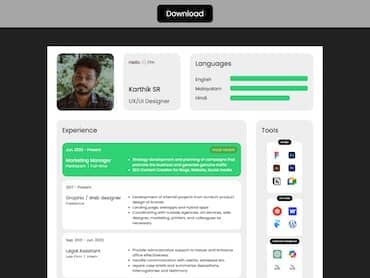 Download
Hello I'm
Karthik SR
UX/UI Designer
Languages
English
Malayalam
Hindi
Experience
Jun, 2020 - Present
Marketing Manager
Full-time
Strategy development and planning of campaigns that
promote the business and generate genuine traffic
SEO Content Creation for Blogs, Website, Social media
2017 - Present
Graphic / Web designer
Freelance
Development of internal projects from scratch, product
design of brands
Landing page, webapps and hybrid apps
Coordinating with outside agencies, art services, web
designer, marketing, printers, and colleagues as
necessary.
Sep, 2021 - Jun, 2023
Legal Assistant
Law Firm | Intern
Provide administrative support to lawyer and enhance
office effectiveness
Handle communication with clients, witnesses etc.
prepare case briefs and summarize depositions,
interrogatories and testimony
Tools